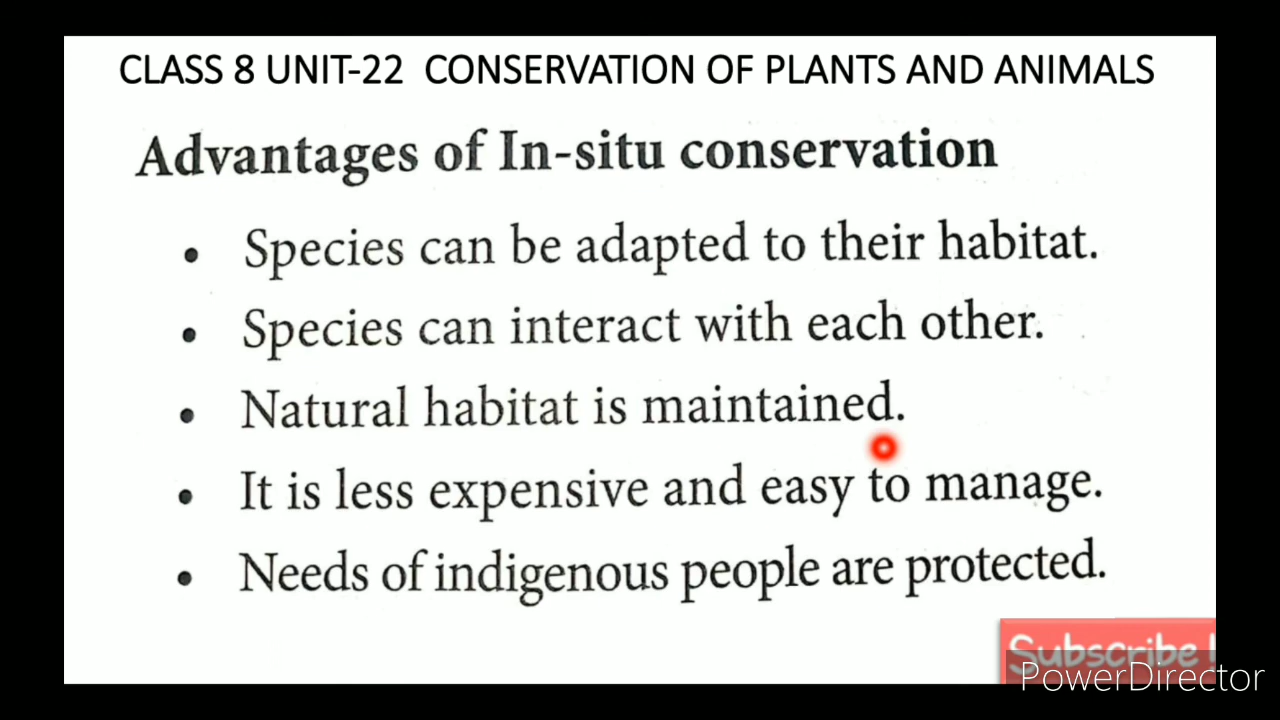 CLASS 8 UNIT-22 CONSERVATION OF PLANTS AND ANIMALS
Advantages of In-situ conservation
• Species can be adapted to their habitat.
• Species can interact with each other.
• Natural habitat is maintained.
• It is less expensive and easy to manage.
• Needs of indigenous people are protected.
Subscribe !
PowerDirector